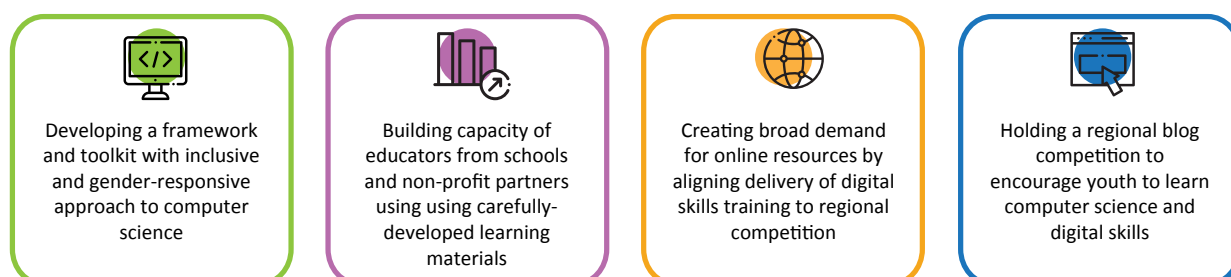 </>
Developing a framework
and toolkit with inclusive
and gender-responsive
approach to computer
science
Building capacity of
educators from schools
and non-profit partners
using using carefully-
developed learning
materials
Creating broad demand
for online resources by
aligning delivery of digital
skills training to regional
competition
Holding a regional blog
competition to
encourage youth to learn
computer science and
digital skills